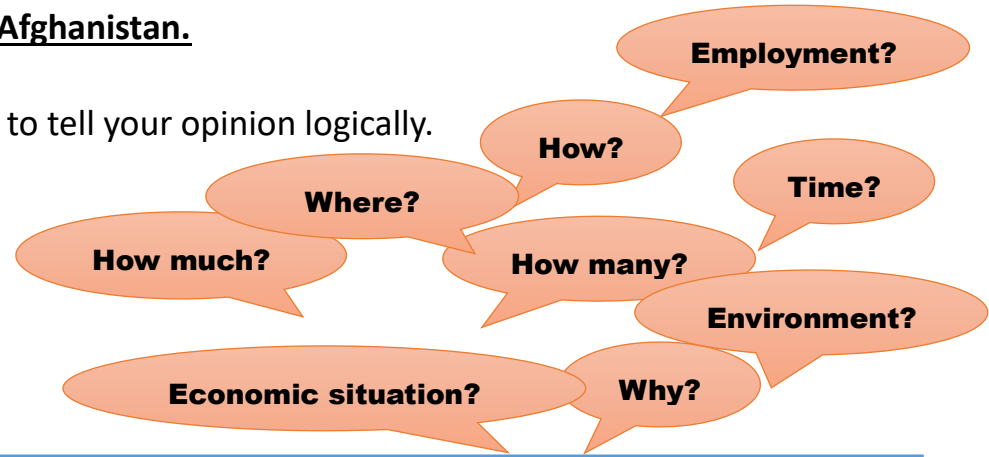 Afghanistan.
Employment?
to tell your opinion logically.
How?
Time?
Where?
How much?
How many?
Environment?
Economic situation?
Why?